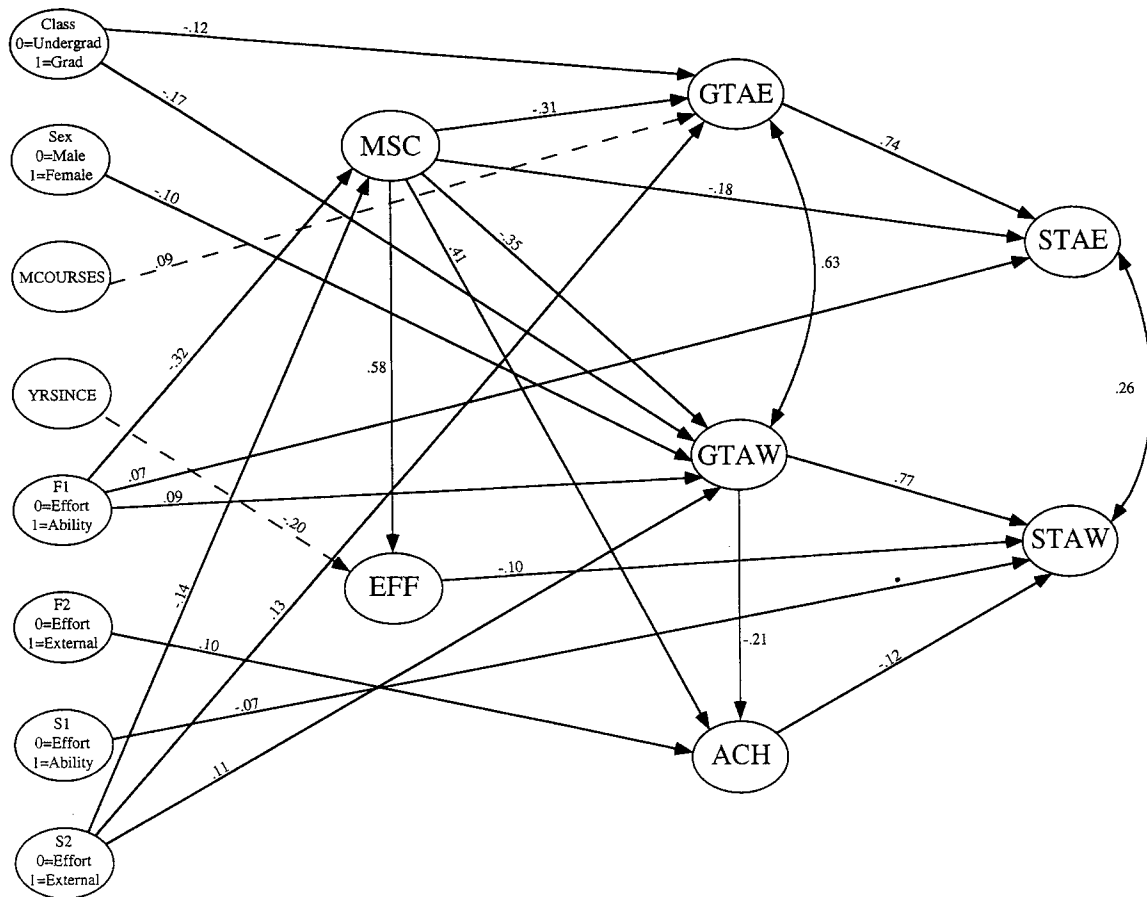 Class
0=Undergrad
1=Grad
-.12
-.17
GTAE
-.31
MSC
.74
Sex
0=Male
1=Female
-.10
-.18
STAE
-.35
.41
.63
MCOURSES
.09
-.32
.58
YRSINCE
.26
GTAW
F1
0=Effort
1=Ability
.07
.09
.77
-.20
STAW
EFF
-.10
-.14
.13
F2
0=Effort
1=External
.10
-.21
-.12
S1
0=Effort
1=Ability
-.07
ACH
.11
S2
0=Effort
1=External